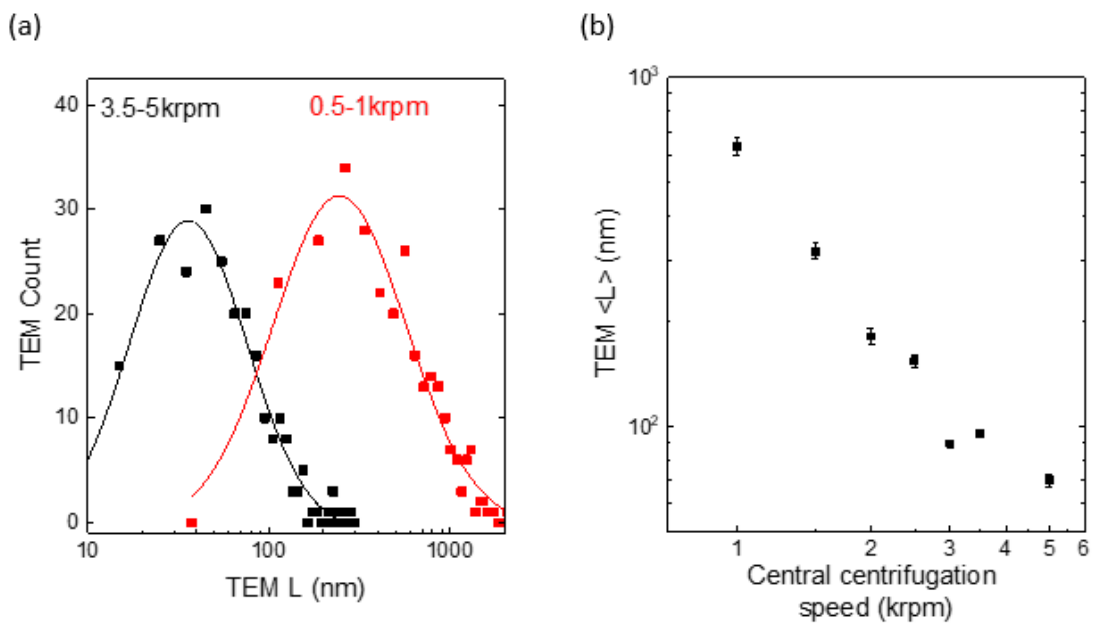 (a)
(b)
3.5-5krpm
0.5-1krpm
TEM Count
40
30
20
10
0
10
100
1000
TEM L (nm)
TEM <L> (nm)
10³
10²
1
2
3
4
5
6
Central centrifugation
speed (krpm)